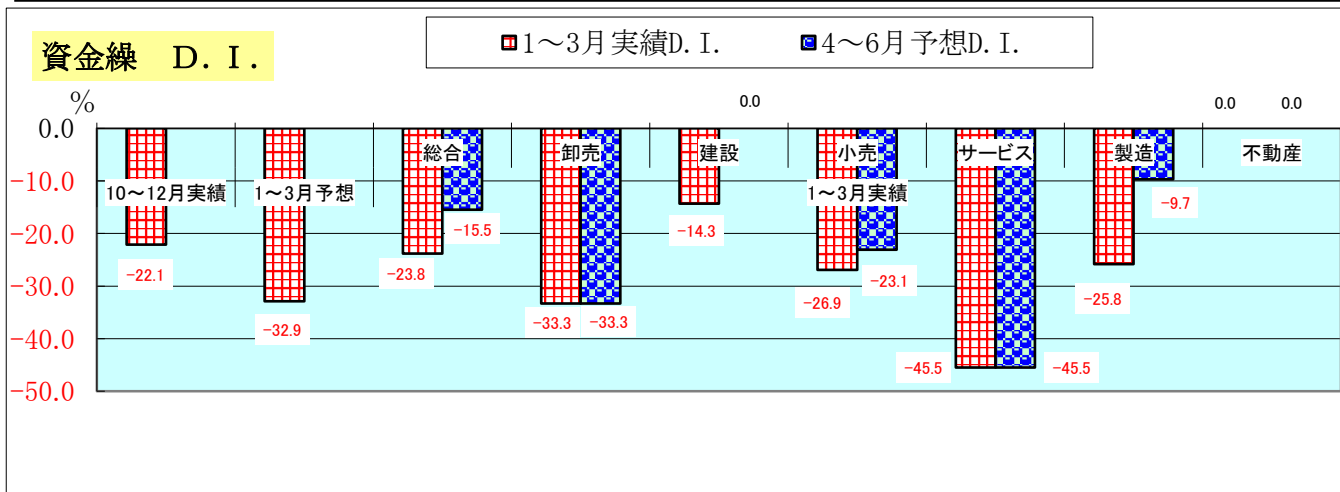 資金繰　D.I.
1～3月実績D.I.
4～6月予想D.I.
%
0.0
-10.0
-20.0
-30.0
-40.0
-50.0
10～12月実績
1～3月予想
総合
卸売
建設
小売
1～3月実績
サービス
製造
不動産
-22.1
-32.9
-23.8
-15.5
-33.3
-33.3
-14.3
0.0
-26.9
-23.1
-45.5
-45.5
-25.8
-9.7
0.0
0.0